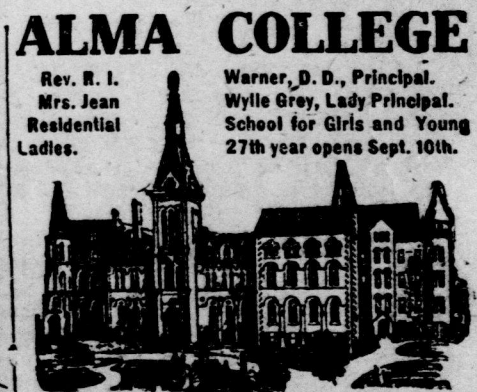 ALMA COLLEGE
Rev. R. I. Warner, D. D., Principal.
Mrs. Jean Wylie Grey, Lady Principal.
Residential School for Girls and Young
Ladies. 27th year opens Sept. 10th.